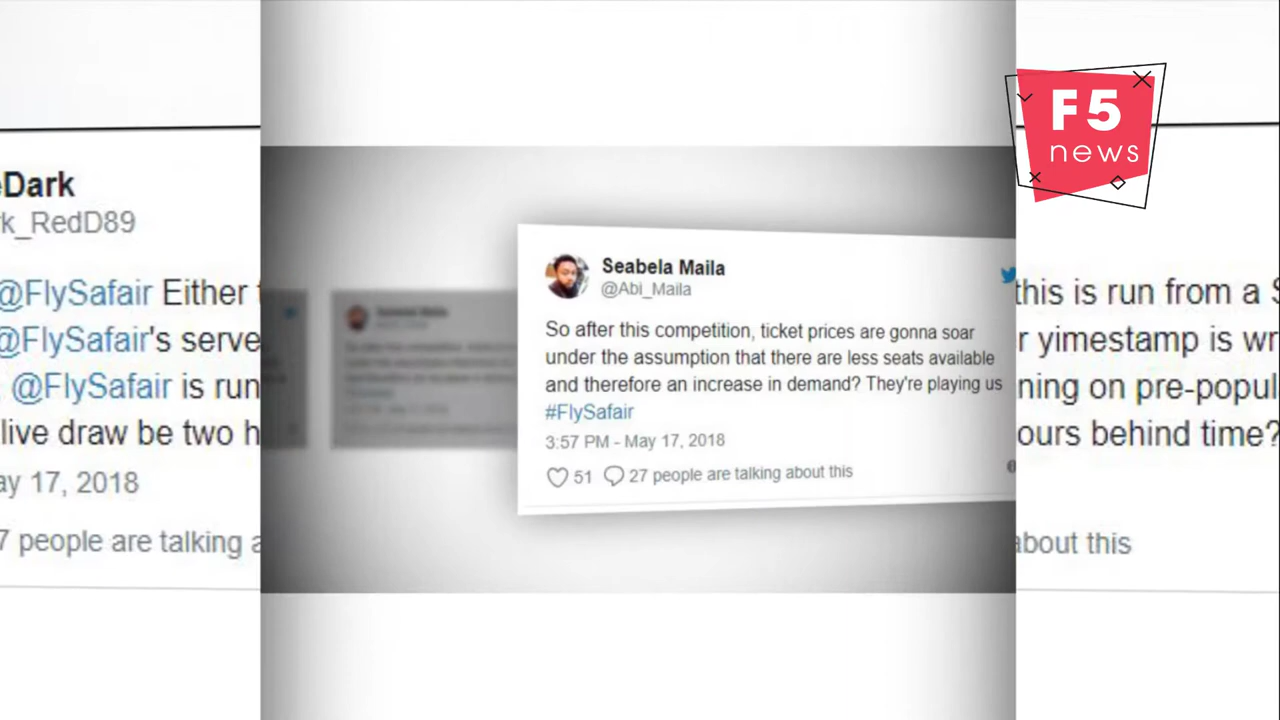 F5
news
eDark
rk_RedD89
@FlySafair Either
this is run from a
@FlySafair's serve
r yimestamp is wr
@FlySafair is run
ning on pre-popul
live draw be two h
ours behind time?
ay 17, 2018
7 people are talking a
about this
Seabela Maila
@Abi_Maila
So after this competition, ticket prices are gonna soar
under the assumption that there are less seats available
and therefore an increase in demand? They're playing us
#FlySafair
3:57 PM - May 17, 2018
51 27 people are talking about this